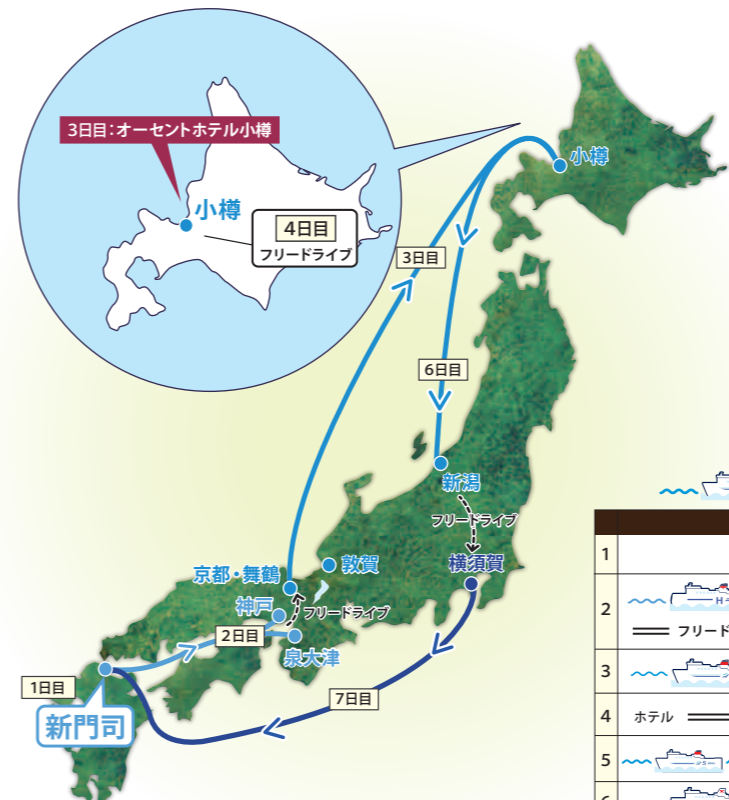 3日目:オーセントホテル小樽
小樽
4日目
フリードライブ
小樽
3日目
6日目
新潟
フリードライブ
横須賀
敦賀
京都・舞鶴
神戸
フリードライブ
2日目
泉大津
1日目
新門司
7日目
1
2
フリード
3
4 ホテル
5